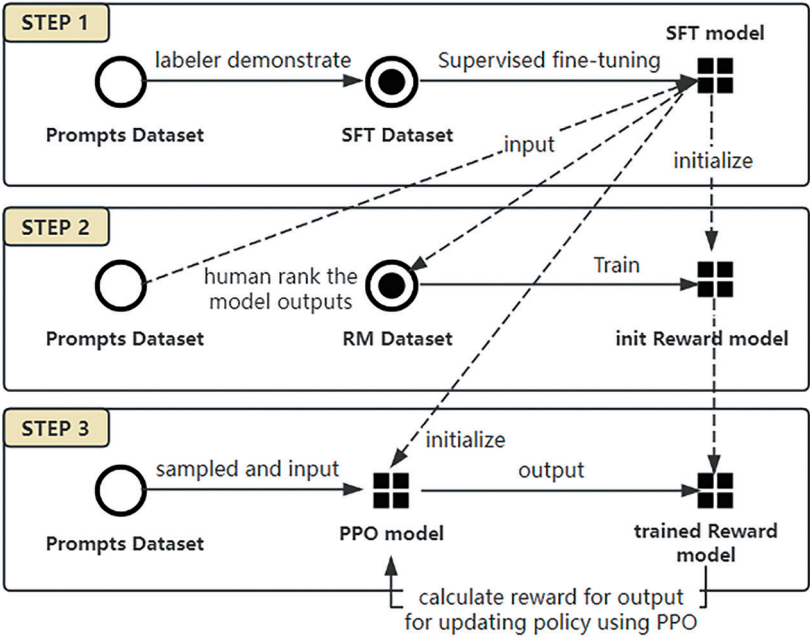 STEP 1
SFT model
labeler demonstrate
Supervised fine-tuning
Prompts Dataset
SFT Dataset
input
initialize
STEP 2
human rank the
model outputs
Train
Prompts Dataset
RM Dataset
init Reward model
STEP 3
initialize
sampled and input
output
Prompts Dataset
PPO model
trained Reward
model
calculate reward for output
for updating policy using PPO